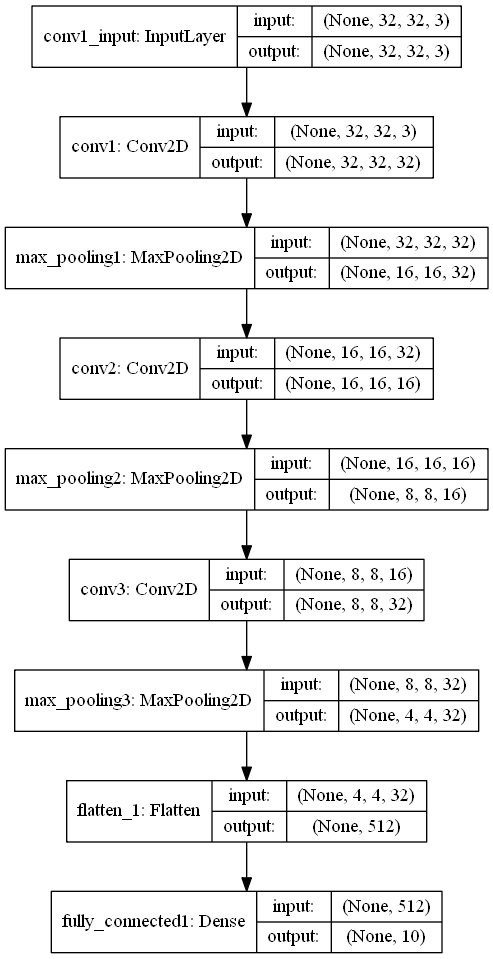 conv1_input: InputLayer
input: (None, 32, 32, 3)
output: (None, 32, 32, 3)
conv1: Conv2D
input: (None, 32, 32, 3)
output: (None, 32, 32, 32)
max_pooling1: MaxPooling2D
input: (None, 32, 32, 32)
output: (None, 16, 16, 32)
conv2: Conv2D
input: (None, 16, 16, 32)
output: (None, 16, 16, 16)
max_pooling2: MaxPooling2D
input: (None, 16, 16, 16)
output: (None, 8, 8, 16)
conv3: Conv2D
input: (None, 8, 8, 16)
output: (None, 8, 8, 32)
max_pooling3: MaxPooling2D
input: (None, 8, 8, 32)
output: (None, 4, 4, 32)
flatten_1: Flatten
input: (None, 4, 4, 32)
output: (None, 512)
fully_connected1: Dense
input: (None, 512)
output: (None, 10)